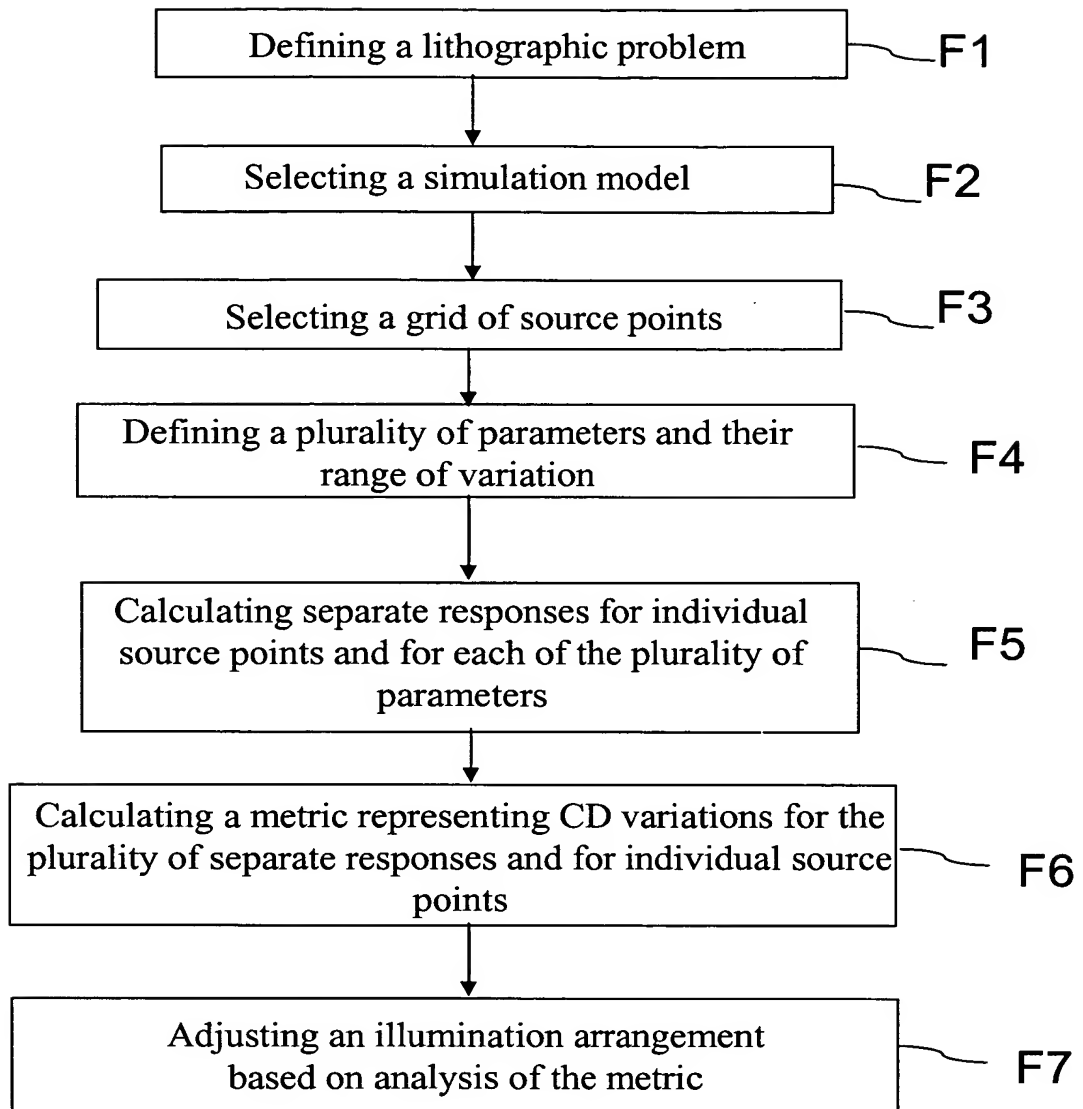 Defining a lithographic problem
F1
Selecting a simulation model
F2
Selecting a grid of source points
F3
Defining a plurality of parameters and their
range of variation
F4
Calculating separate responses for individual
source points and for each of the plurality of
parameters
F5
Calculating a metric representing CD variations for the
plurality of separate responses and for individual source
points
F6
Adjusting an illumination arrangement
based on analysis of the metric
F7